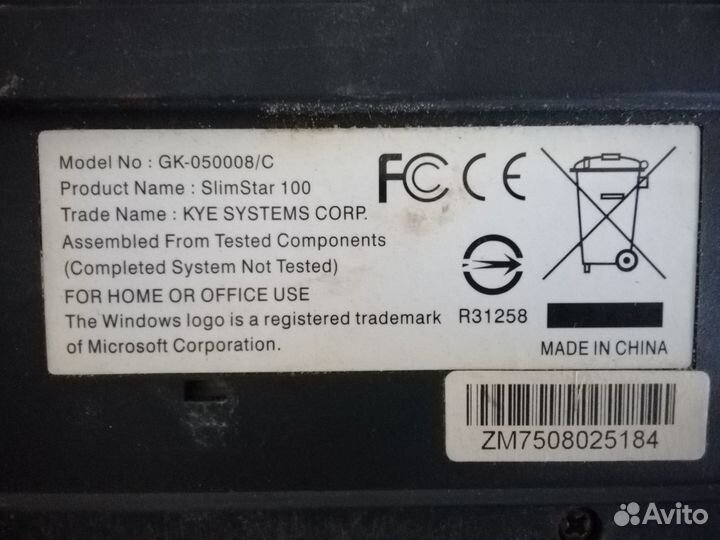 Model No : GK-050008/C
Product Name : SlimStar 100
Trade Name : KYE SYSTEMS CORP.
Assembled From Tested Components
(Completed System Not Tested)
FOR HOME OR OFFICE USE
The Windows logo is a registered trademark
of Microsoft Corporation.
FC CE
R31258
MADE IN CHINA
ZM7508025184
Avito